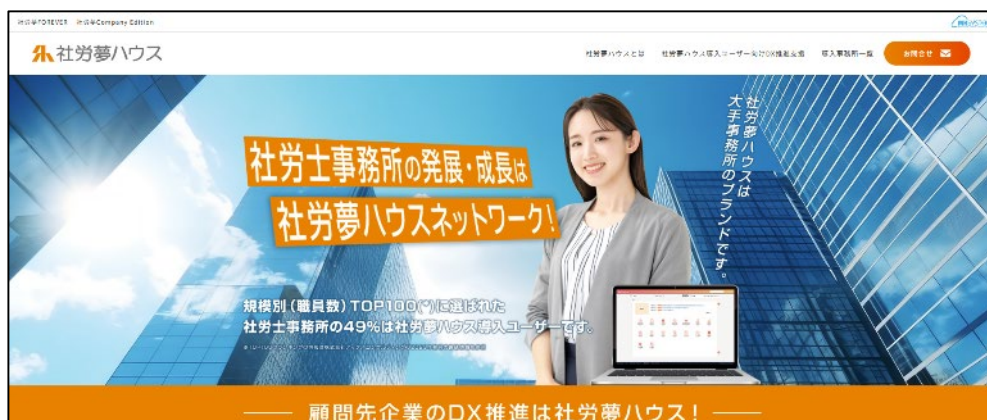 社労夢FOREVER 社労夢Company Edition
社労夢ハウス
社労夢ハウスとは 社労夢ハウス導入ユーザー向けDX推進支援 導入事務所一覧 お問合せ
社労士事務所の発展・成長は
社労夢ハウスネットワーク!
社労夢ハウスは
大手事務所のブランドです。
規模別(職員数)TOP100(*)に選ばれた
社労士事務所の49%は社労夢ハウス導入ユーザーです。
顧問先企業のDX推進は社労夢ハウス!